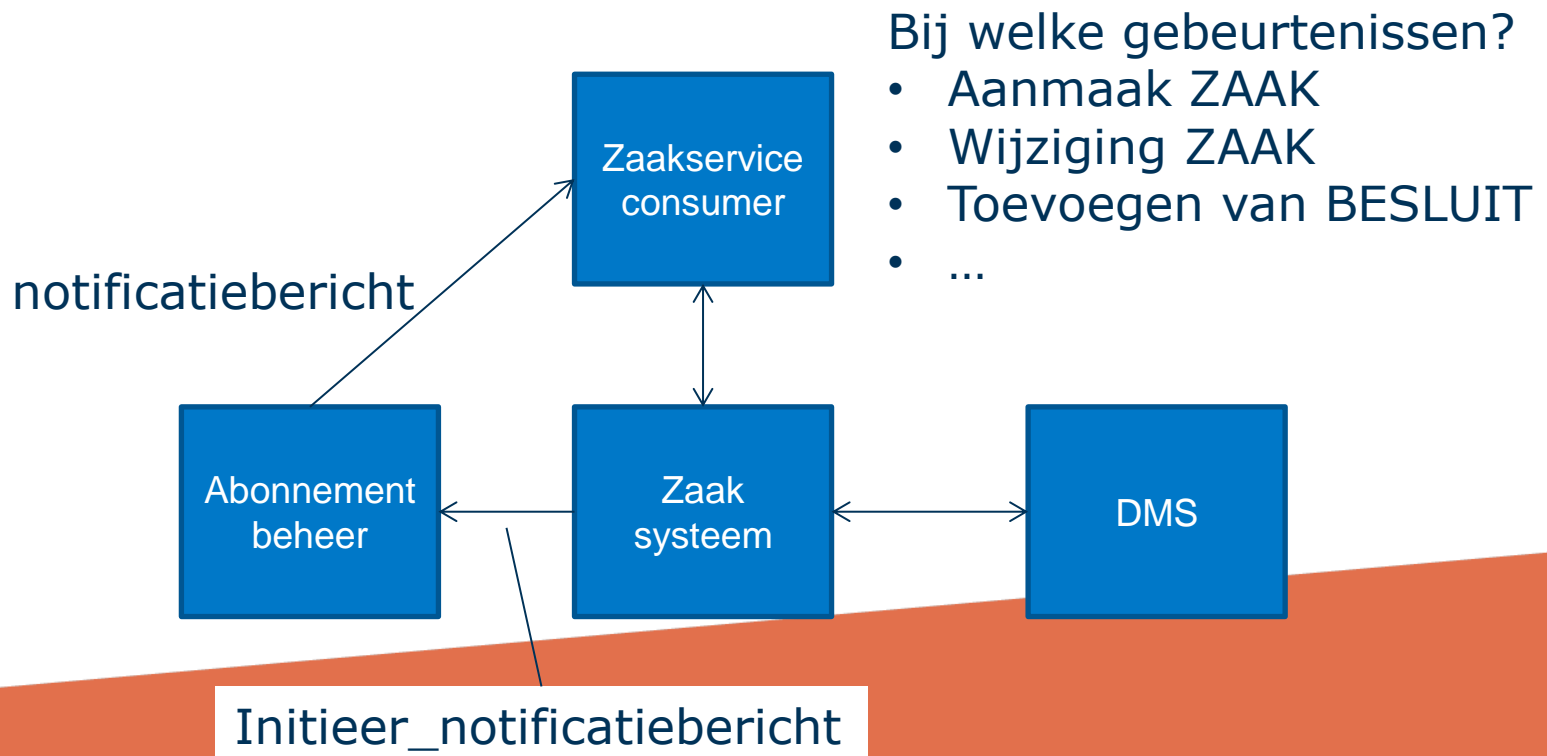 Bij welke gebeurtenissen?
• Aanmaak ZAAK
• Wijziging ZAAK
• Toevoegen van BESLUIT
• …
Zaakservice
consumer
notificatiebericht
Abonnement
beheer
Zaak
systeem
DMS
Initieer_notificatiebericht